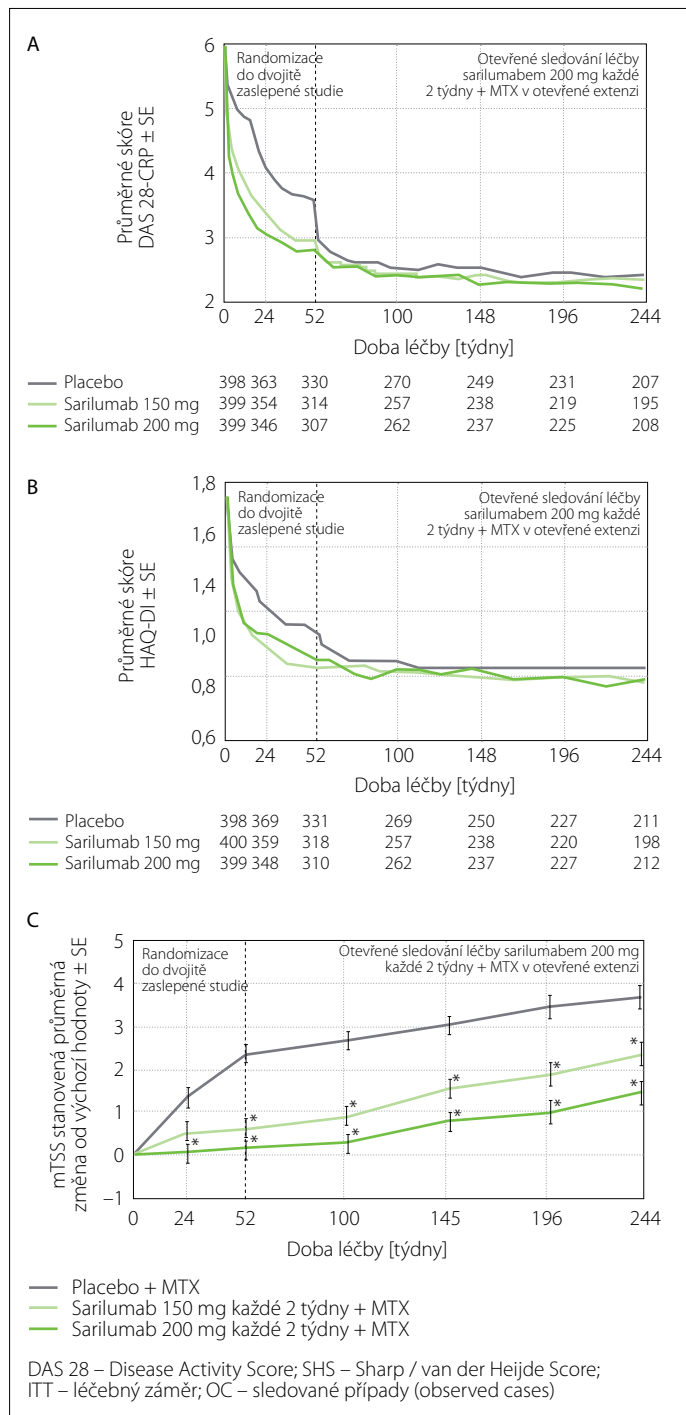 A
Průměrné skóre
DAS 28-CRP ± SE
6
5
4
3
2
Randomizace
do dvojitě
zaslepené studie
Otevřené sledování léčby
sarilumabem 200 mg každé
2 týdny + MTX v otevřené extenzi
0 24 52 100 148 196 244
Doba léčby [týdny]
Placebo 398 363 330 270 249 231 207
Sarilumab 150 mg 399 354 314 257 238 219 195
Sarilumab 200 mg 399 346 307 262 237 225 208
B
Průměrné skóre
HAQ-DI ± SE
1,8
1,6
1,4
1,0
0,8
0,6
Randomizace
do dvojitě
zaslepené studie
Otevřené sledování léčby
sarilumabem 200 mg každé
2 týdny + MTX v otevřené extenzi
0 24 52 100 148 196 244
Doba léčby [týdny]
Placebo 398 369 331 269 250 227 211
Sarilumab 150 mg 400 359 318 257 238 220 198
Sarilumab 200 mg 399 348 310 262 237 227 212
C
mTSS stanovená průměrná
změna od výchozí hodnoty ± SE
5
4
3
2
1
0
–1
Randomizace
do dvojitě
zaslepené studie
Otevřené sledování léčby sarilumabem 200 mg
každé 2 týdny + MTX v otevřené extenzi
* * * * * *
* * * * *
0 24 52 100 145 196 244
Doba léčby [týdny]
Placebo + MTX
Sarilumab 150 mg každé 2 týdny + MTX
Sarilumab 200 mg každé 2 týdny + MTX
DAS 28 – Disease Activity Score; SHS – Sharp / van der Heijde Score;
ITT – léčebný záměr; OC – sledované případy (observed cases)